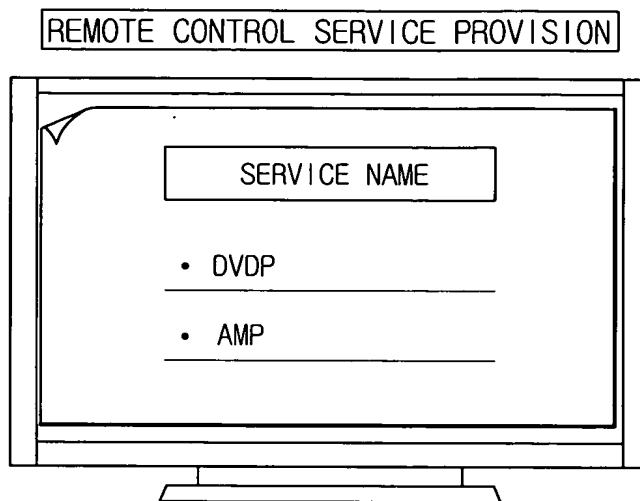 REMOTE CONTROL SERVICE PROVISION
SERVICE NAME
• DVDP
• AMP